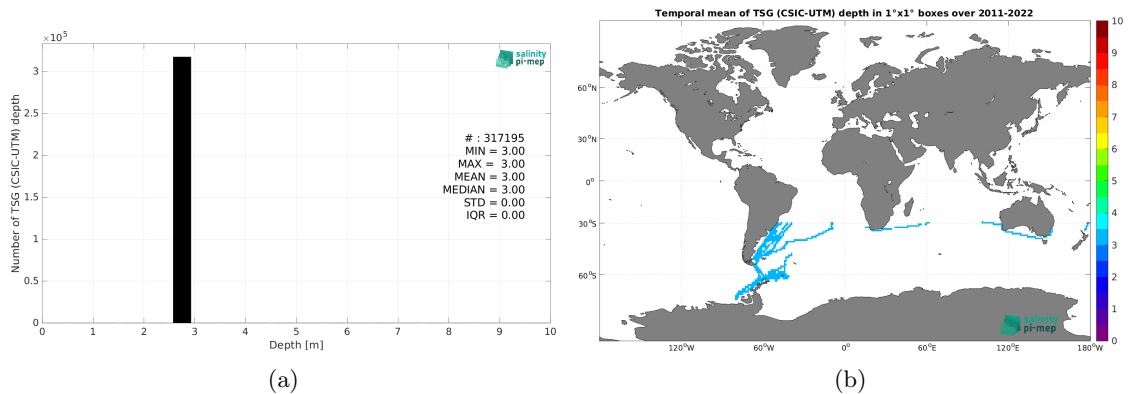 ×10⁵
3
2.5
2
1.5
1
0.5
0
Number of TSG (CSIC-UTM) depth
salinity
pi-mep
# : 317195
MIN = 3.00
MAX = 3.00
MEAN = 3.00
MEDIAN = 3.00
STD = 0.00
IQR = 0.00
0 1 2 3 4 5 6 7 8 9 10
Depth [m]
(a)
Temporal mean of TSG (CSIC-UTM) depth in 1°x1° boxes over 2011-2022
60°N
30°N
0°
30°S
60°S
120°W 60°W 0° 60°E 120°E 180°W
salinity
pi-mep
10
9
8
7
6
5
4
3
2
1
0
(b)